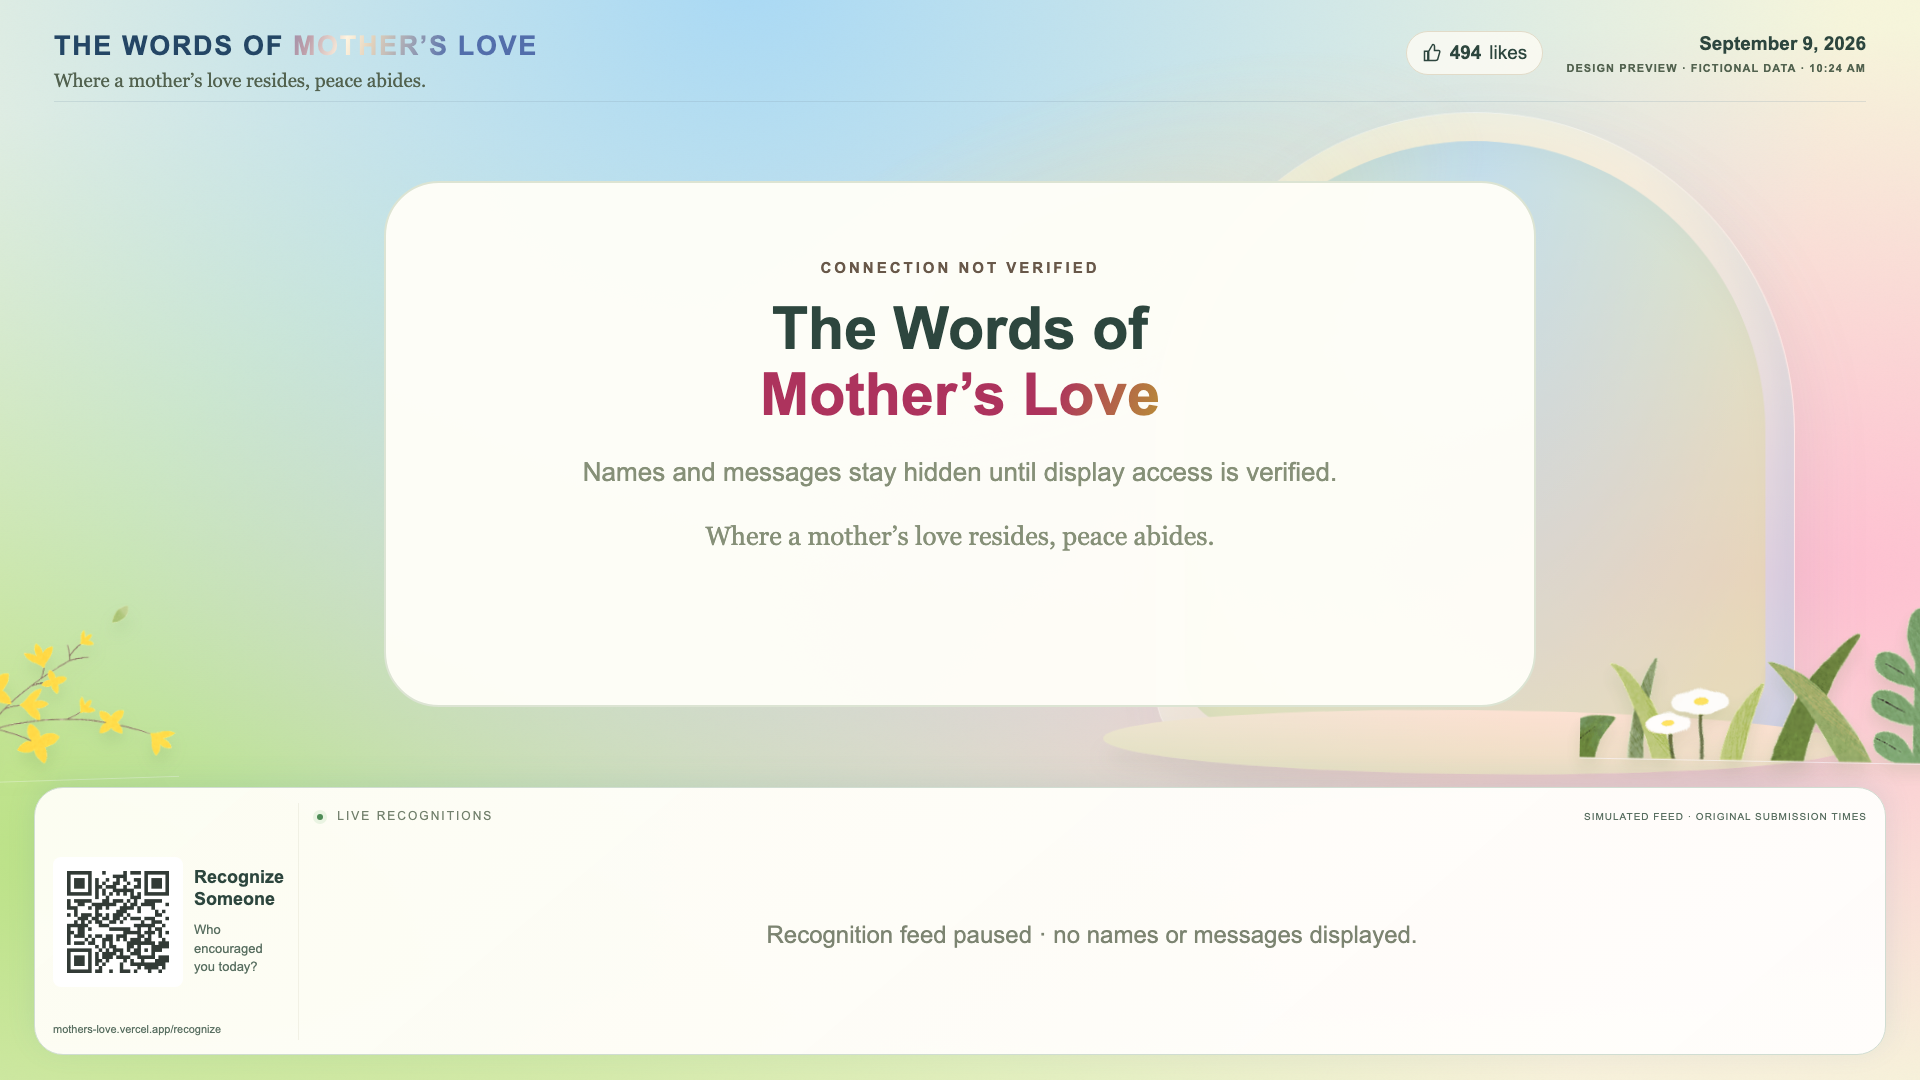 THE WORDS OF MOTHER’S LOVE
Where a mother’s love resides, peace abides.
494 likes
September 9, 2026
DESIGN PREVIEW · FICTIONAL DATA · 10:24 AM
CONNECTION NOT VERIFIED
The Words of
Mother’s Love
Names and messages stay hidden until display access is verified.
Where a mother’s love resides, peace abides.
LIVE RECOGNITIONS
SIMULATED FEED · ORIGINAL SUBMISSION TIMES
Recognize
Someone
Who
encouraged
you today?
mothers-love.vercel.app/recognize
Recognition feed paused · no names or messages displayed.